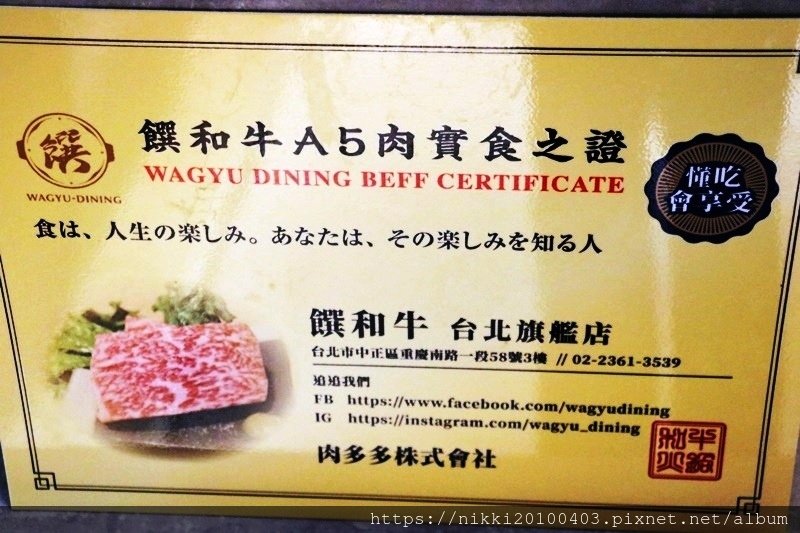 饌
WAGYU-DINING
饌和牛A5肉實食之證
WAGYU DINING BEFF CERTIFICATE
懂吃
會享受
食は、人生の楽しみ。あなたは、その楽しみを知る人
饌和牛 台北旗艦店
台北市中正區重慶南路一段58號3樓 // 02-2361-3539
追追我們
FB https://www.facebook.com/wagyudining
IG https://instagram.com/wagyu_dining
肉多多株式會社
https://nikki20100403.pixnet.net/album